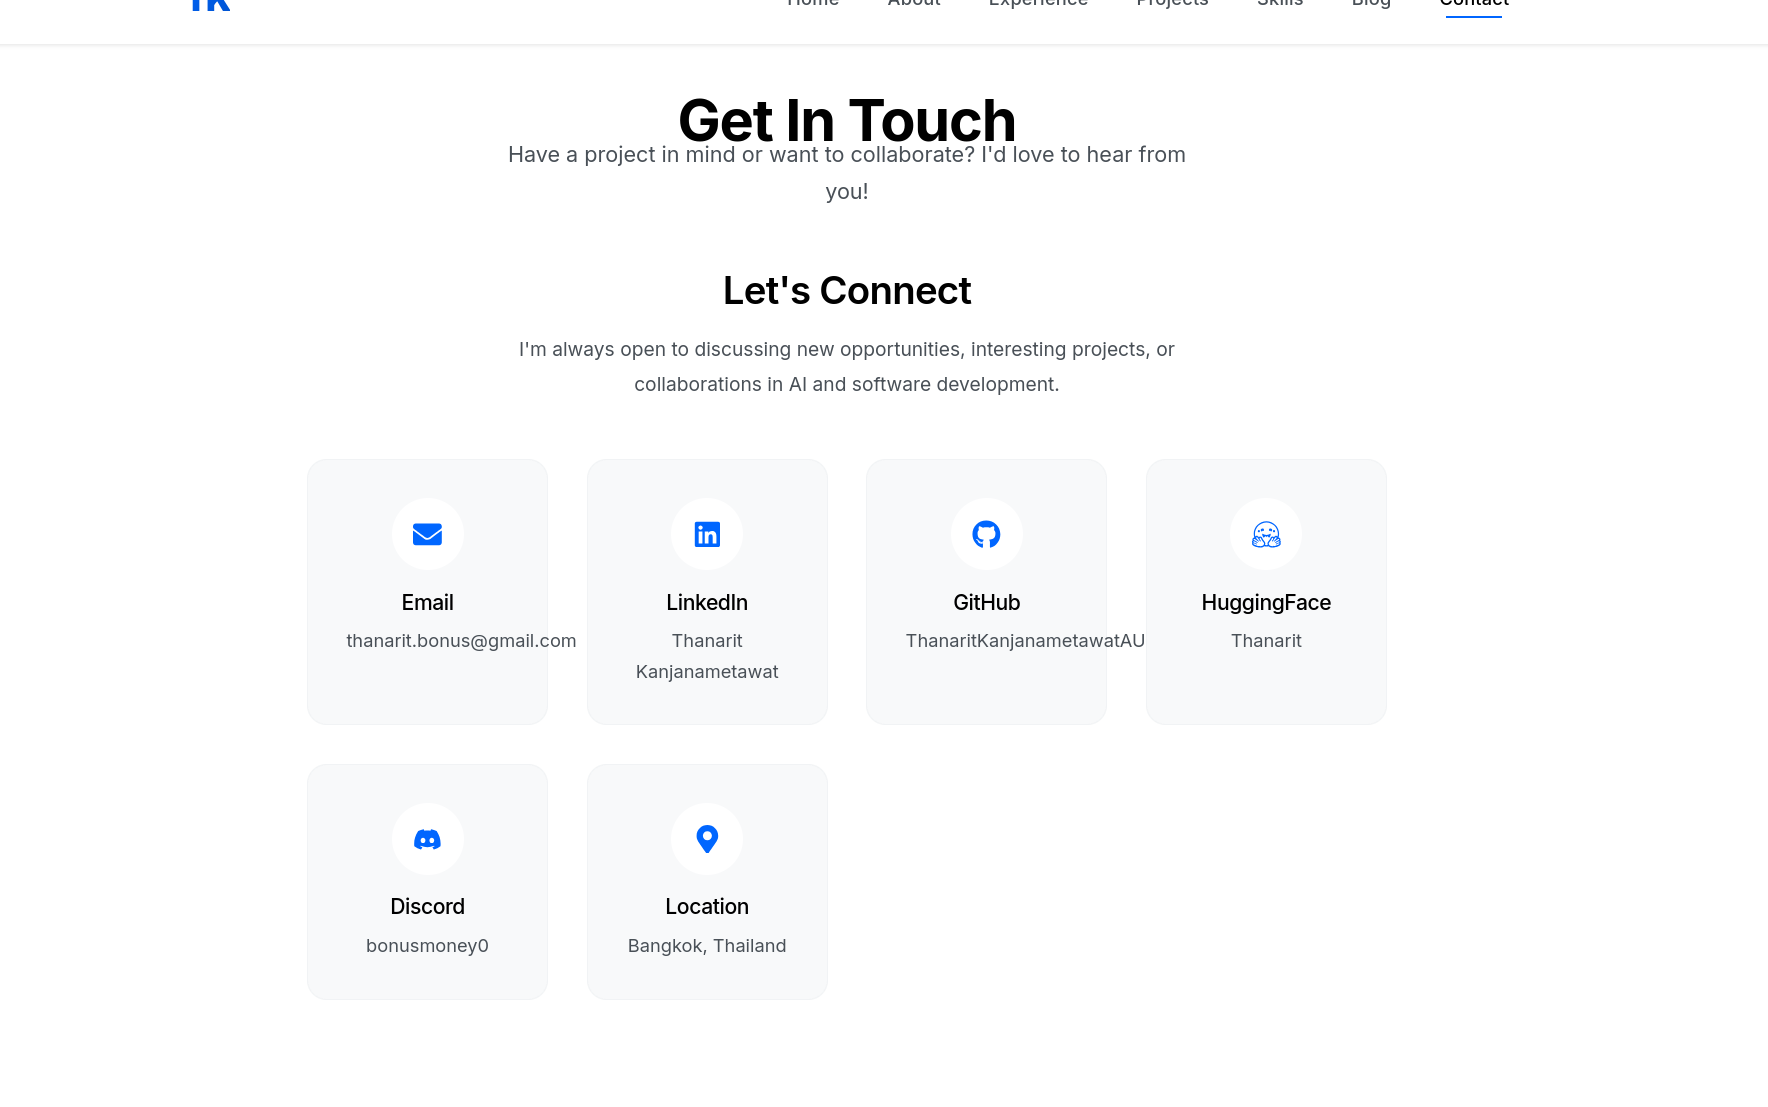 TK
Home About Experience Projects Skills Blog Contact
Get In Touch
Have a project in mind or want to collaborate? I'd love to hear from
you!
Let's Connect
I'm always open to discussing new opportunities, interesting projects, or
collaborations in AI and software development.
Email
thanarit.bonus@gmail.com
LinkedIn
Thanarit
Kanjanametawat
GitHub
ThanaritKanjanametawatAU
HuggingFace
Thanarit
Discord
bonusmoney0
Location
Bangkok, Thailand